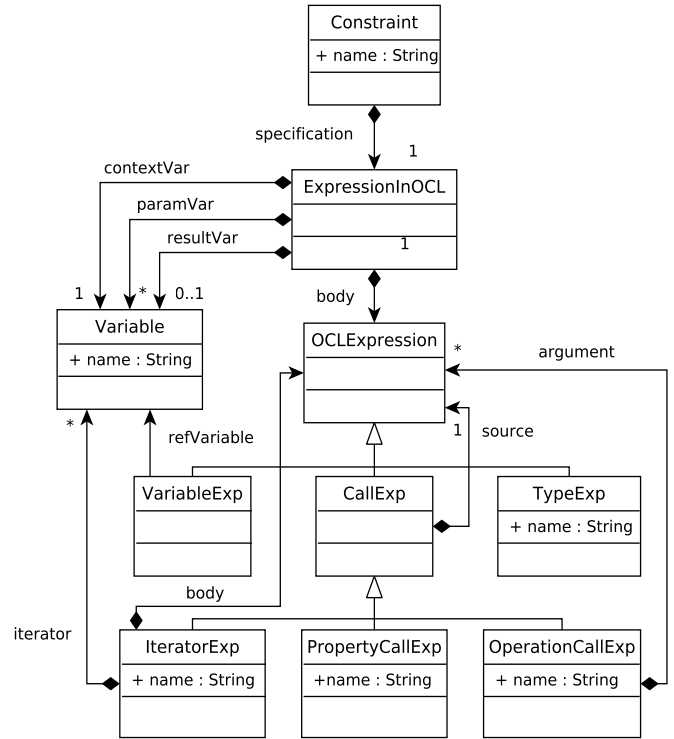 Constraint
+ name : String
specification
1
contextVar
ExpressionInOCL
paramVar
resultVar
1
1
*
0..1
body
Variable
OCLExpression
+ name : String
*
argument
*
refVariable
1
source
VariableExp
CallExp
TypeExp
+ name : String
body
iterator
IteratorExp
PropertyCallExp
OperationCallExp
+ name : String
+name : String
+ name : String